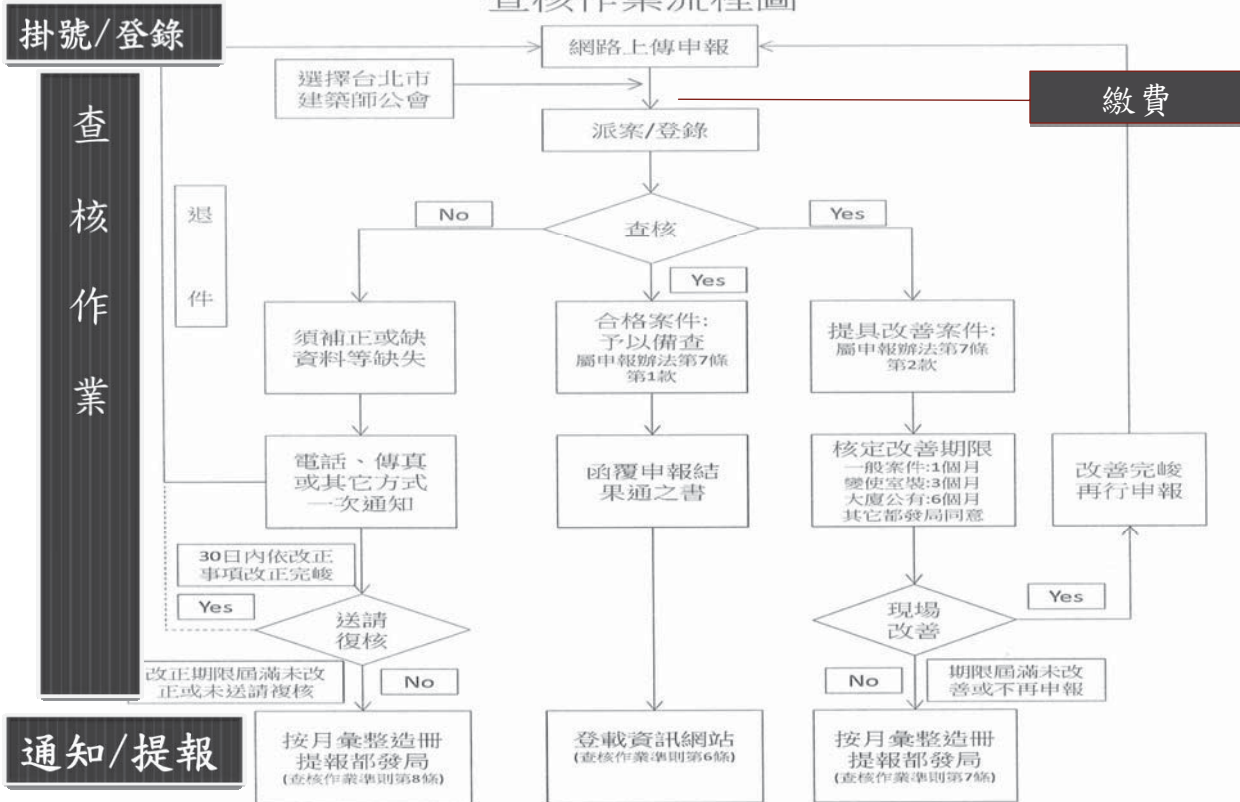 查核作業流程圖
掛號/登錄
網路上傳申報
選擇台北市
建築師公會
繳費
派案/登錄
查
核
作
業
退
件
No
查核
Yes
Yes
須補正或缺
資料等缺失
合格案件:
予以備查
屬申報辦法第7條
第1款
提具改善案件:
屬申報辦法第7條
第2款
電話、傳真
或其它方式
一次通知
函覆申報結
果通之書
核定改善期限
一般案件:1個月
變使室裝:3個月
大廈公有:6個月
其它都發局同意
改善完峻
再行申報
30日內依改正
事項改正完峻
Yes
送請
復核
現場
改善
Yes
改正期限屆滿未改
正或未送請複核
No
No
期限屆滿未改
善或不再申報
通知/提報
按月彙整造冊
提報都發局
(查核作業準則第8條)
登載資訊網站
(查核作業準則第6條)
按月彙整造冊
提報都發局
(查核作業準則第7條)